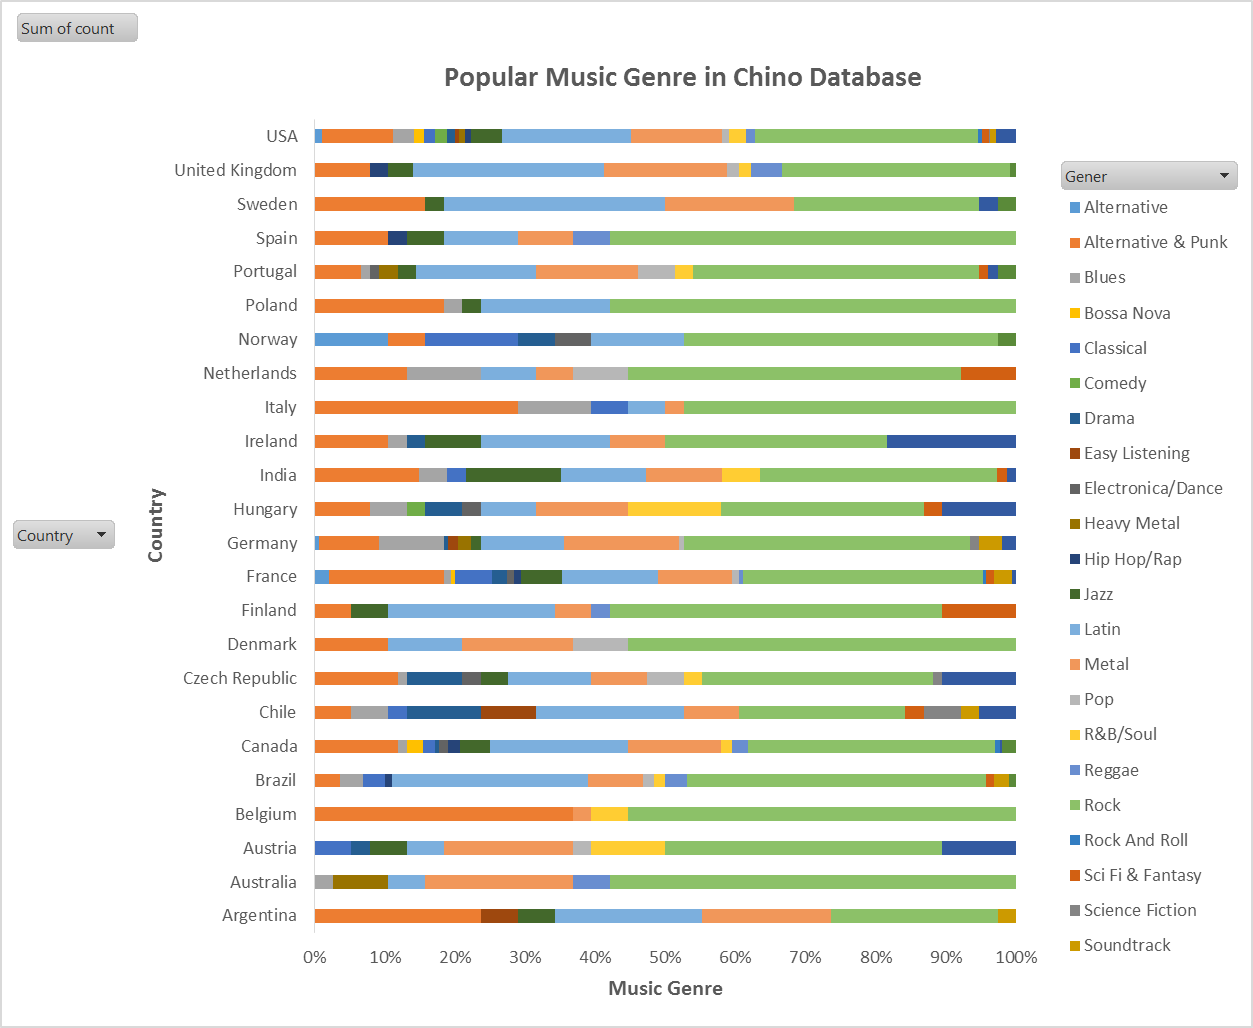 Sum of count
Popular Music Genre in Chino Database
USA
United Kingdom
Sweden
Spain
Portugal
Poland
Norway
Netherlands
Italy
Ireland
India
Hungary
Germany
France
Finland
Denmark
Czech Republic
Chile
Canada
Brazil
Belgium
Austria
Australia
Argentina
Country
Country
0% 10% 20% 30% 40% 50% 60% 70% 80% 90% 100%
Music Genre
Gener
Alternative
Alternative & Punk
Blues
Bossa Nova
Classical
Comedy
Drama
Easy Listening
Electronica/Dance
Heavy Metal
Hip Hop/Rap
Jazz
Latin
Metal
Pop
R&B/Soul
Reggae
Rock
Rock And Roll
Sci Fi & Fantasy
Science Fiction
Soundtrack